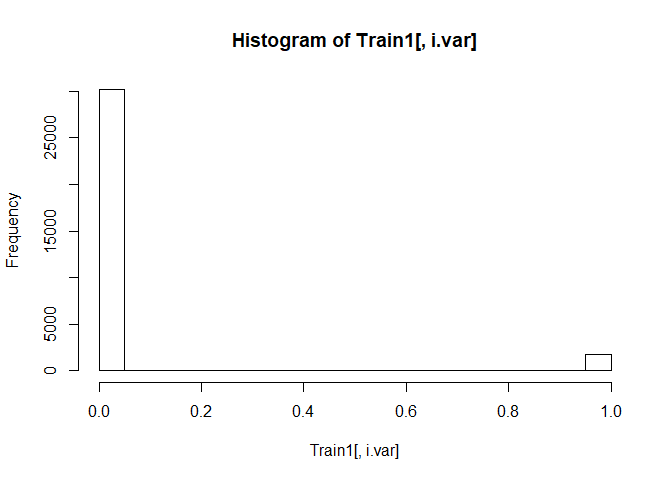 Histogram of Train1[, i.var]
Frequency
25000
15000
5000
0
0.0 0.2 0.4 0.6 0.8 1.0
Train1[, i.var]